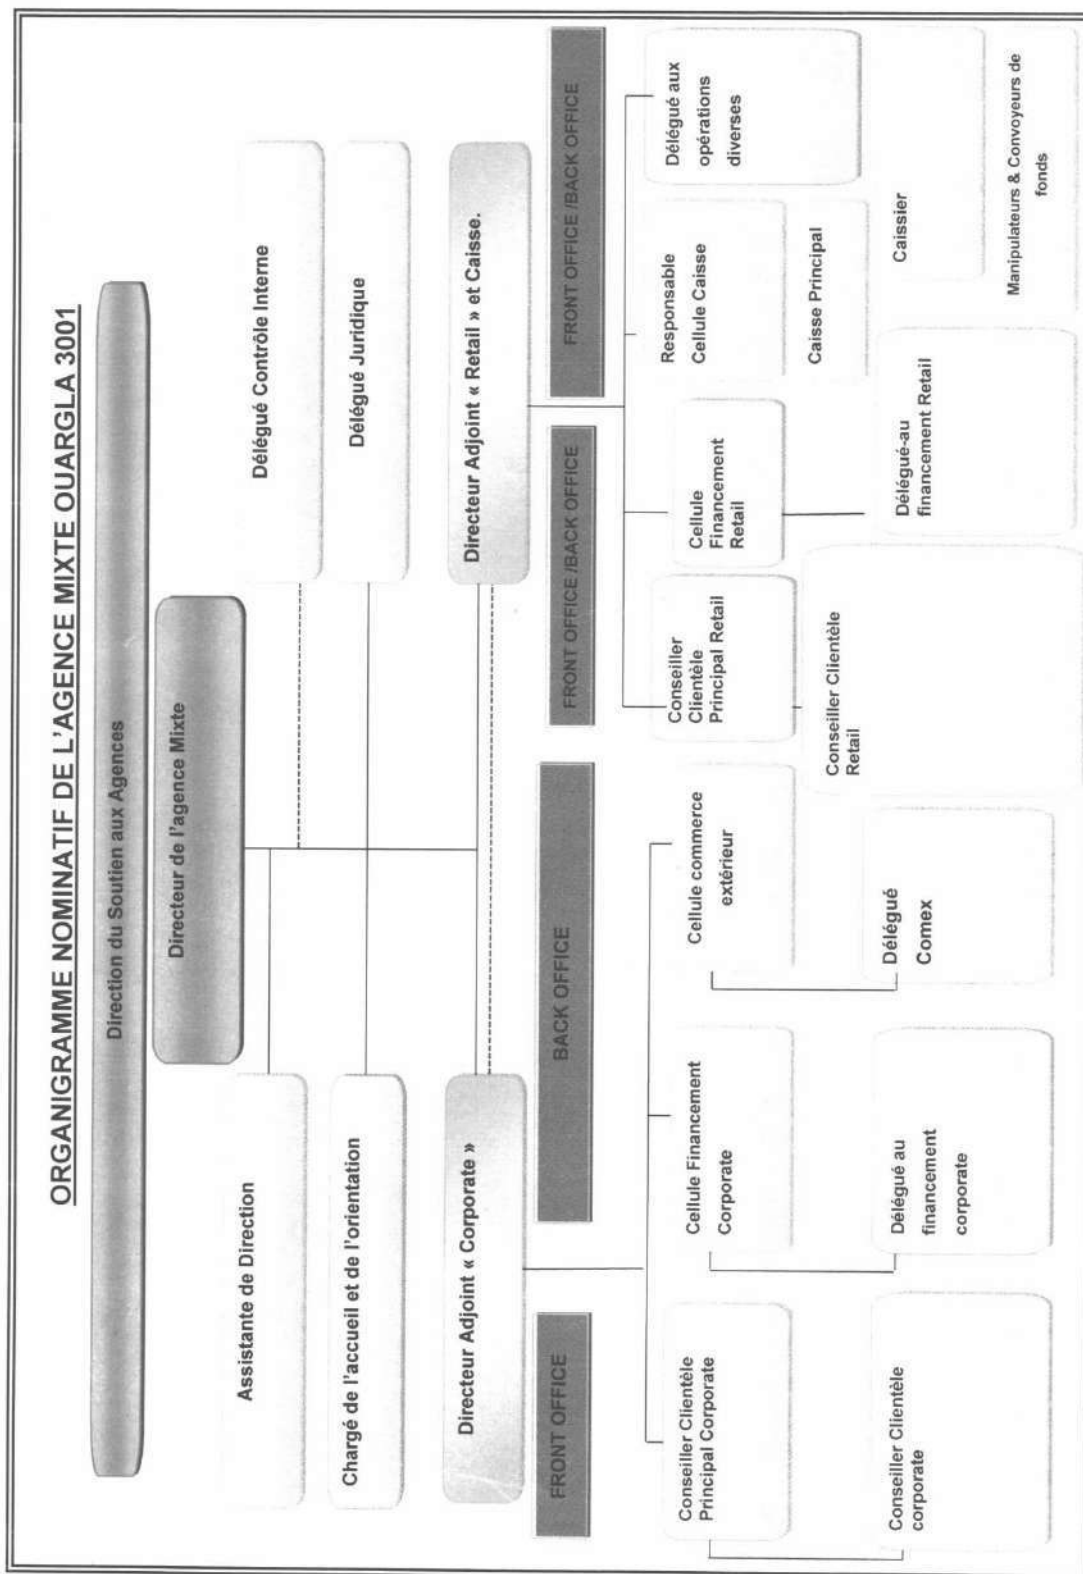 ORGANIGRAMME NOMINATIF DE L'AGENCE MIXTE OUARGLA 3001
Direction du Soutien aux Agences
Directeur de l'agence Mixte
Assistante de Direction
Délégué Contrôle Interne
Chargé de l'accueil et de l'orientation
Délégué Juridique
Directeur Adjoint « Corporate »
Directeur Adjoint « Retail » et Caisse.
FRONT OFFICE
BACK OFFICE
FRONT OFFICE /BACK OFFICE
FRONT OFFICE /BACK OFFICE
Conseiller Clientèle
Principal Corporate
Cellule Financement
Corporate
Cellule commerce
extérieur
Conseiller
Clientèle
Principal Retail
Cellule
Financement
Retail
Responsable
Cellule Caisse
Délégué aux
opérations
diverses
Caisse Principal
Conseiller Clientèle
Retail
Conseiller Clientèle
corporate
Délégué au
financement
corporate
Délégué
Comex
Délégué-au
financement Retail
Caissier
Manipulateurs & Convoyeurs de
fonds